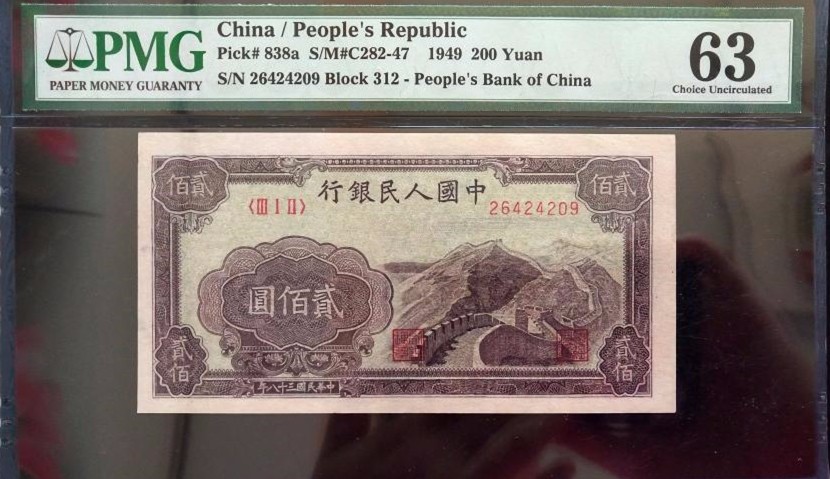 PMG
PAPER MONEY GUARANTY
China / People's Republic
Pick# 838a S/M#C282-47 1949 200 Yuan
S/N 26424209 Block 312 - People's Bank of China
63
Choice Uncirculated
佰貳
行銀民人國中
佰貳
〈III I II〉
26424209
圓佰貳
貳佰
貳佰
年八十三國民華中